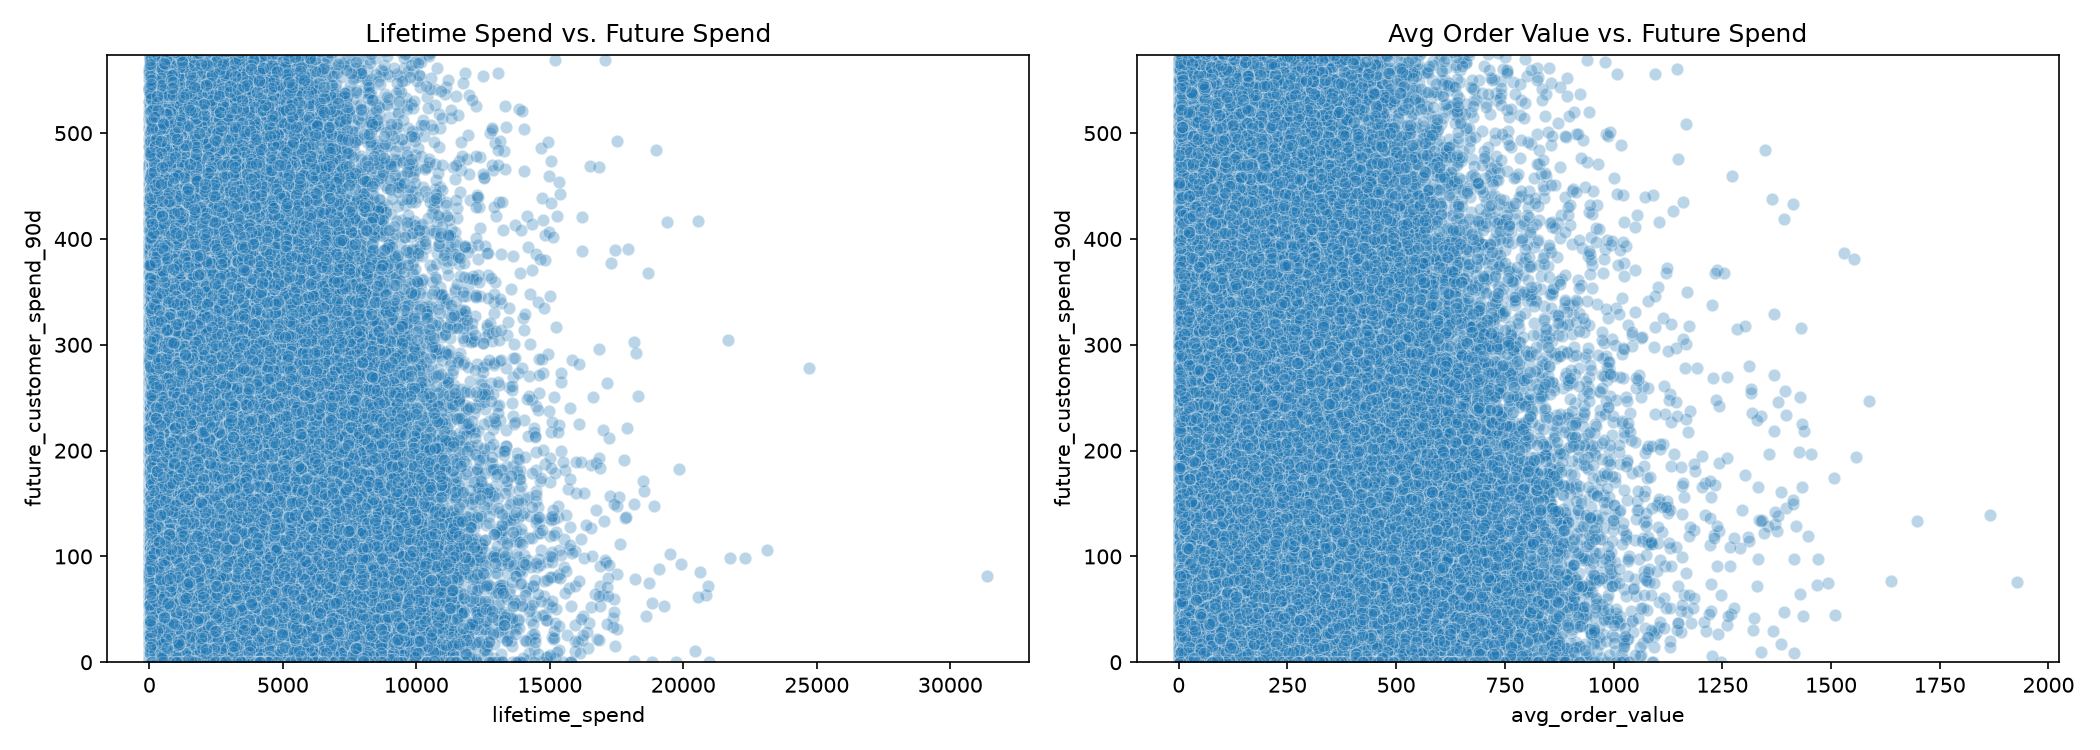 Lifetime Spend vs. Future Spend
500
400
300
200
100
0
future_customer_spend_90d
0 5000 10000 15000 20000 25000 30000
lifetime_spend
Avg Order Value vs. Future Spend
500
400
300
200
100
0
future_customer_spend_90d
0 250 500 750 1000 1250 1500 1750 2000
avg_order_value